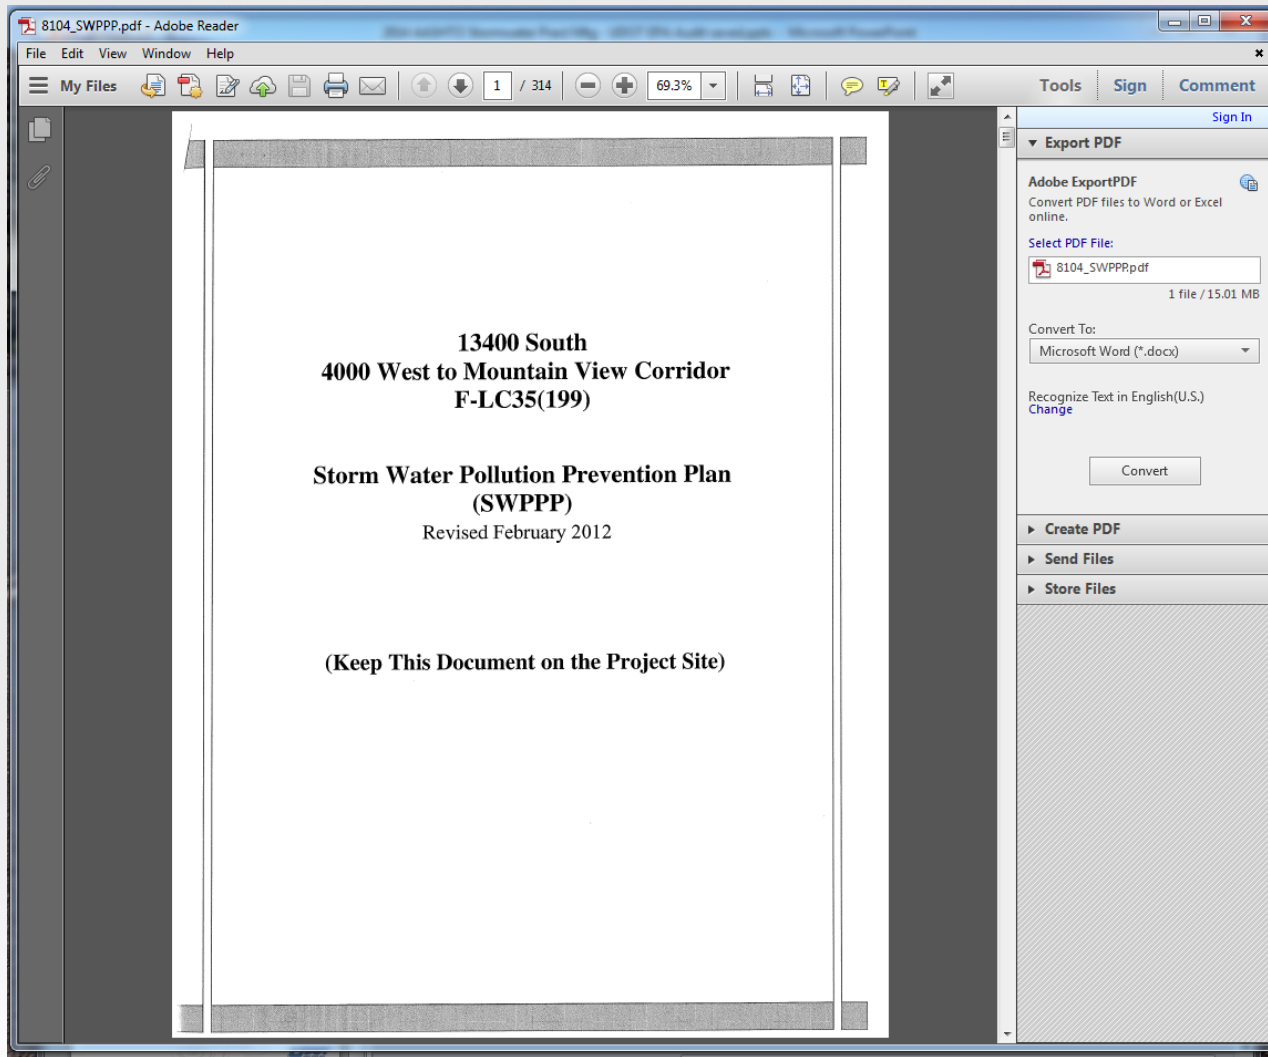 8104_SWPPP.pdf - Adobe Reader
File Edit View Window Help
My Files 1 / 314 69.3% Tools Sign Comment
Sign In
Export PDF
Adobe ExportPDF
Convert PDF files to Word or Excel
online.
Select PDF File:
8104_SWPPP.pdf
1 file / 15.01 MB
Convert To:
Microsoft Word (*.docx)
Recognize Text in English(U.S.)
Change
Convert
Create PDF
Send Files
Store Files
13400 South
4000 West to Mountain View Corridor
F-LC35(199)
Storm Water Pollution Prevention Plan
(SWPPP)
Revised February 2012
(Keep This Document on the Project Site)